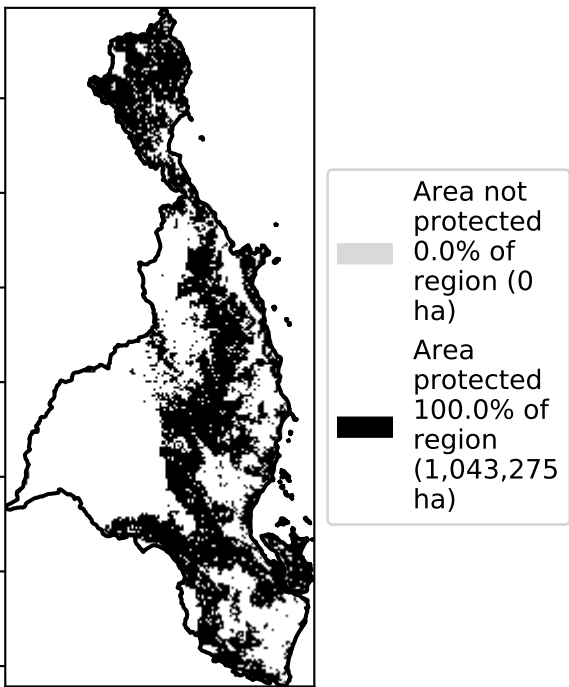 Area not
protected
0.0% of
region (0
ha)
Area
protected
100.0% of
region
(1,043,275
ha)